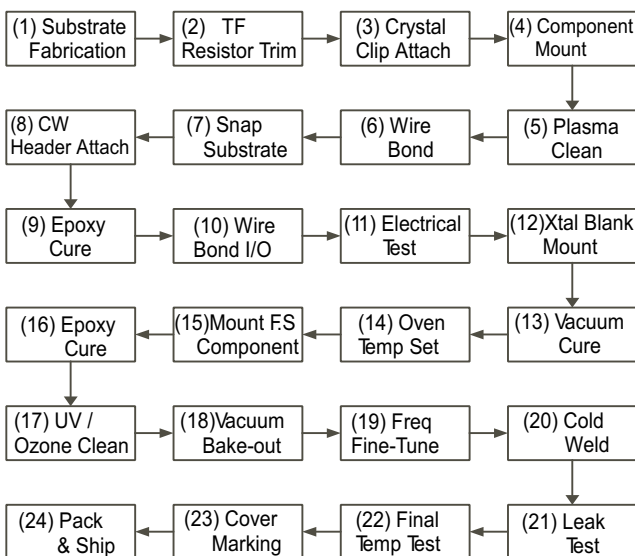 (1) Substrate
Fabrication
(2) TF
Resistor Trim
(3) Crystal
Clip Attach
(4) Component
Mount
(5) Plasma
Clean
(6) Wire
Bond
(7) Snap
Substrate
(8) CW
Header Attach
(9) Epoxy
Cure
(10) Wire
Bond I/O
(11) Electrical
Test
(12)Xtal Blank
Mount
(13) Vacuum
Cure
(14) Oven
Temp Set
(15)Mount F.S
Component
(16) Epoxy
Cure
(17) UV /
Ozone Clean
(18)Vacuum
Bake-out
(19) Freq
Fine-Tune
(20) Cold
Weld
(21) Leak
Test
(22) Final
Temp Test
(23) Cover
Marking
(24) Pack
& Ship